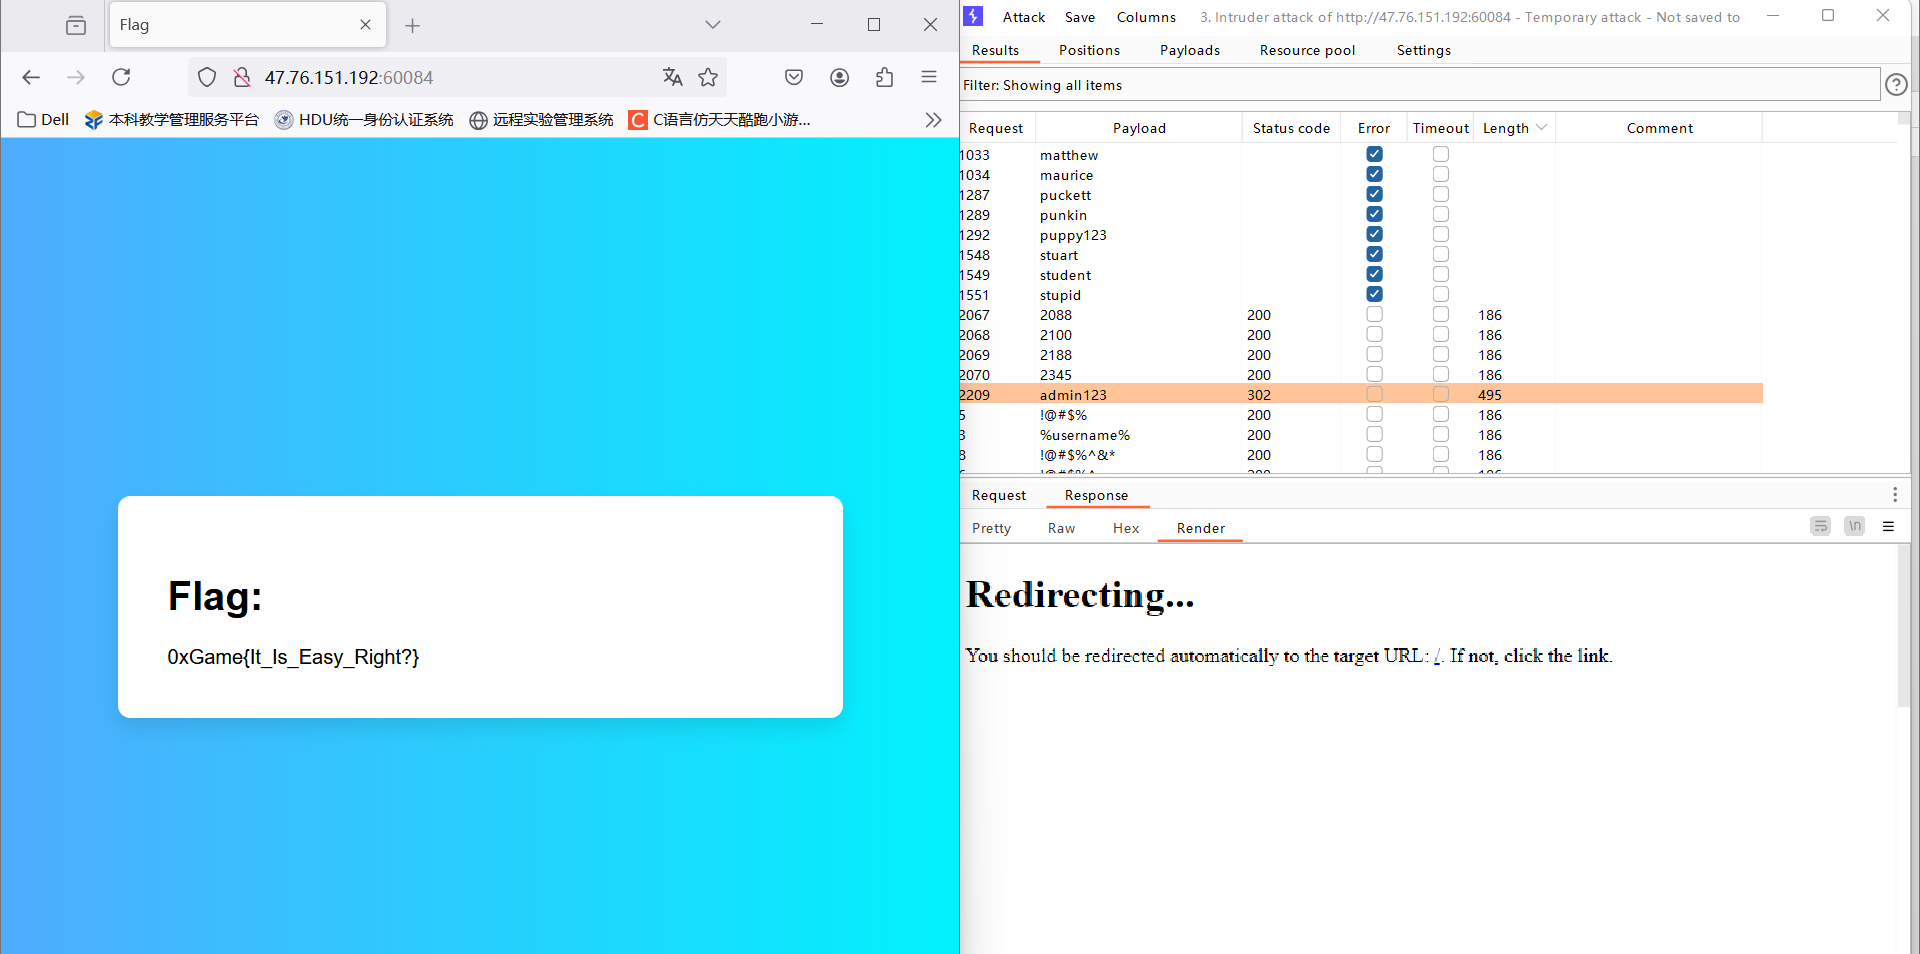 Flag
47.76.151.192:60084
Dell
本科教学管理服务平台
HDU统一身份认证系统
远程实验管理系统
C
C语言仿天天酷跑小游...
Flag:
0xGame{It_Is_Easy_Right?}
Attack Save Columns 3. Intruder attack of http://47.76.151.192:60084 - Temporary attack - Not saved to
Results Positions Payloads Resource pool Settings
Filter: Showing all items
?
Request Payload Status code Error Timeout Length Comment
1033 matthew
1034 maurice
1287 puckett
1289 punkin
1292 puppy123
1548 stuart
1549 student
1551 stupid
2067 2088 200 186
2068 2100 200 186
2069 2188 200 186
2070 2345 200 186
2209 admin123 302 495
5 !@#$% 200 186
3 %username% 200 186
8 !@#$%^&* 200 186
!@#$%^ 200 186
Request Response
Pretty Raw Hex Render
\n
Redirecting...
You should be redirected automatically to the target URL: /. If not, click the link.